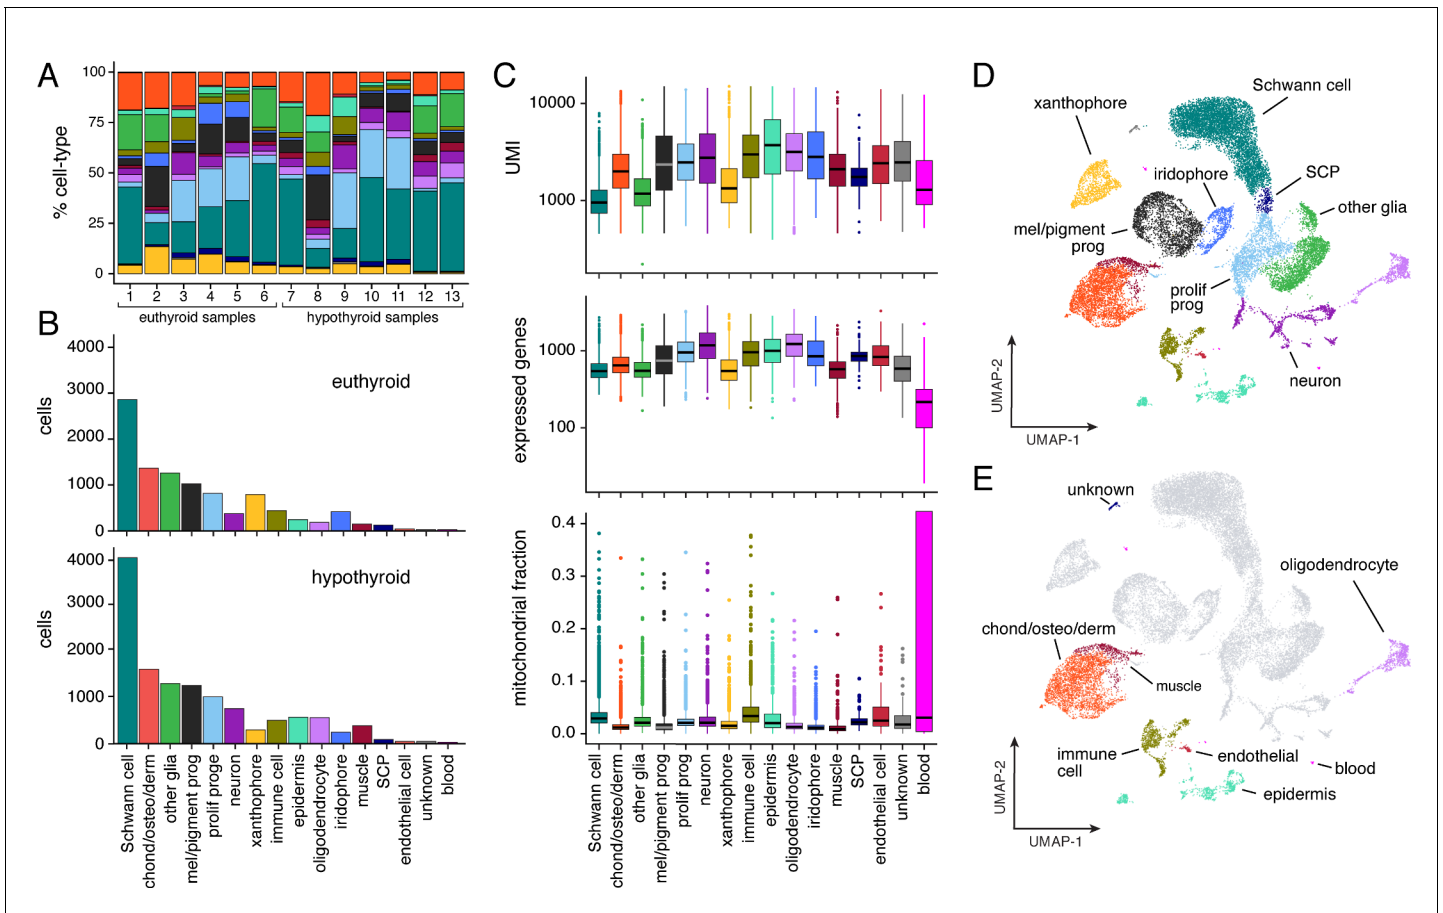 A
% cell-type
100
75
50
25
0
1 2 3 4 5 6 7 8 9 10 11 12 13
euthyroid samples
hypothyroid samples
B
cells
4000
3000
2000
1000
0
euthyroid
cells
4000
3000
2000
1000
0
hypothyroid
Schwann cell
chond/osteo/derm
other glia
mel/pigment prog
prolif proge
neuron
xanthophore
immune cell
epidermis
oligodendrocyte
iridophore
muscle
SCP
endothelial cell
unknown
blood
C
UMI
10000
1000
expressed genes
1000
100
mitochondrial fraction
0.4
0.3
0.2
0.1
0.0
Schwann cell
chond/osteo/derm
other glia
mel/pigment prog
prolif prog
neuron
xanthophore
immune cell
epidermis
oligodendrocyte
iridophore
muscle
SCP
endothelial cell
unknown
blood
D
Schwann cell
xanthophore
iridophore
SCP
other glia
mel/pigment
prog
prolif
prog
neuron
UMAP-2
UMAP-1
E
unknown
oligodendrocyte
chond/osteo/derm
muscle
immune
cell
endothelial
blood
epidermis
UMAP-2
UMAP-1